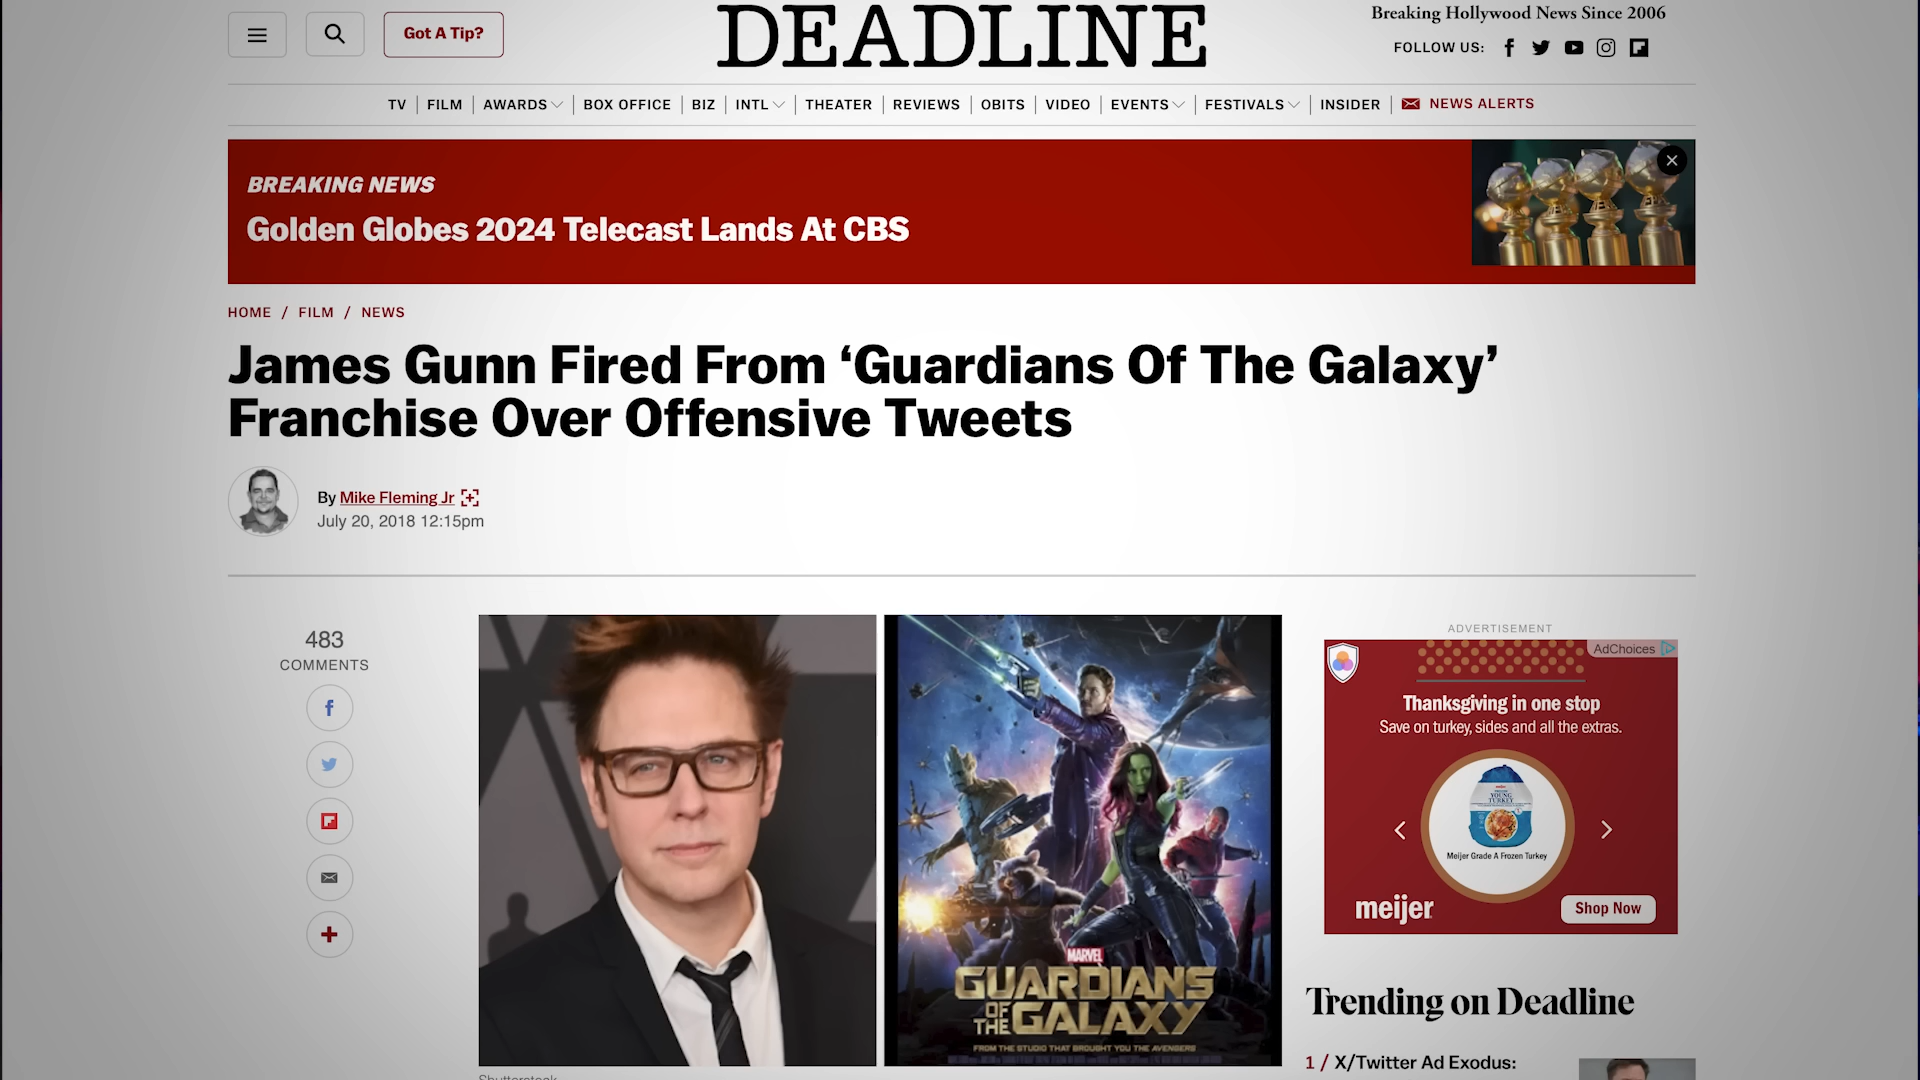 Got A Tip?
DEADLINE
Breaking Hollywood News Since 2006
FOLLOW US:
TV | FILM | AWARDS | BOX OFFICE | BIZ | INTL | THEATER | REVIEWS | OBITS | VIDEO | EVENTS | FESTIVALS | INSIDER | NEWS ALERTS
BREAKING NEWS
Golden Globes 2024 Telecast Lands At CBS
HOME / FILM / NEWS
James Gunn Fired From ‘Guardians Of The Galaxy’
Franchise Over Offensive Tweets
By Mike Fleming Jr
July 20, 2018 12:15pm
483
COMMENTS
MARVEL
GUARDIANS
OF THE GALAXY
FROM THE STUDIO THAT BROUGHT YOU THE AVENGERS
Shutterstock
ADVERTISEMENT
AdChoices
Thanksgiving in one stop
Save on turkey, sides and all the extras.
YOUNG
TURKEY
Meijer Grade A Frozen Turkey
meijer
Shop Now
Trending on Deadline
1 / X/Twitter Ad Exodus: